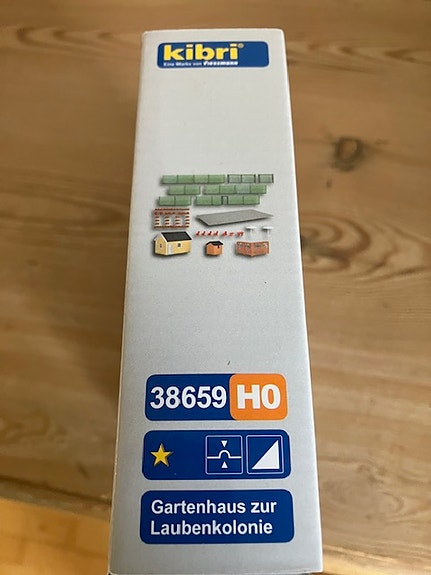 kibri®
Eine Marke von Viessmann
38659 H0
Gartenhaus zur
Laubenkolonie